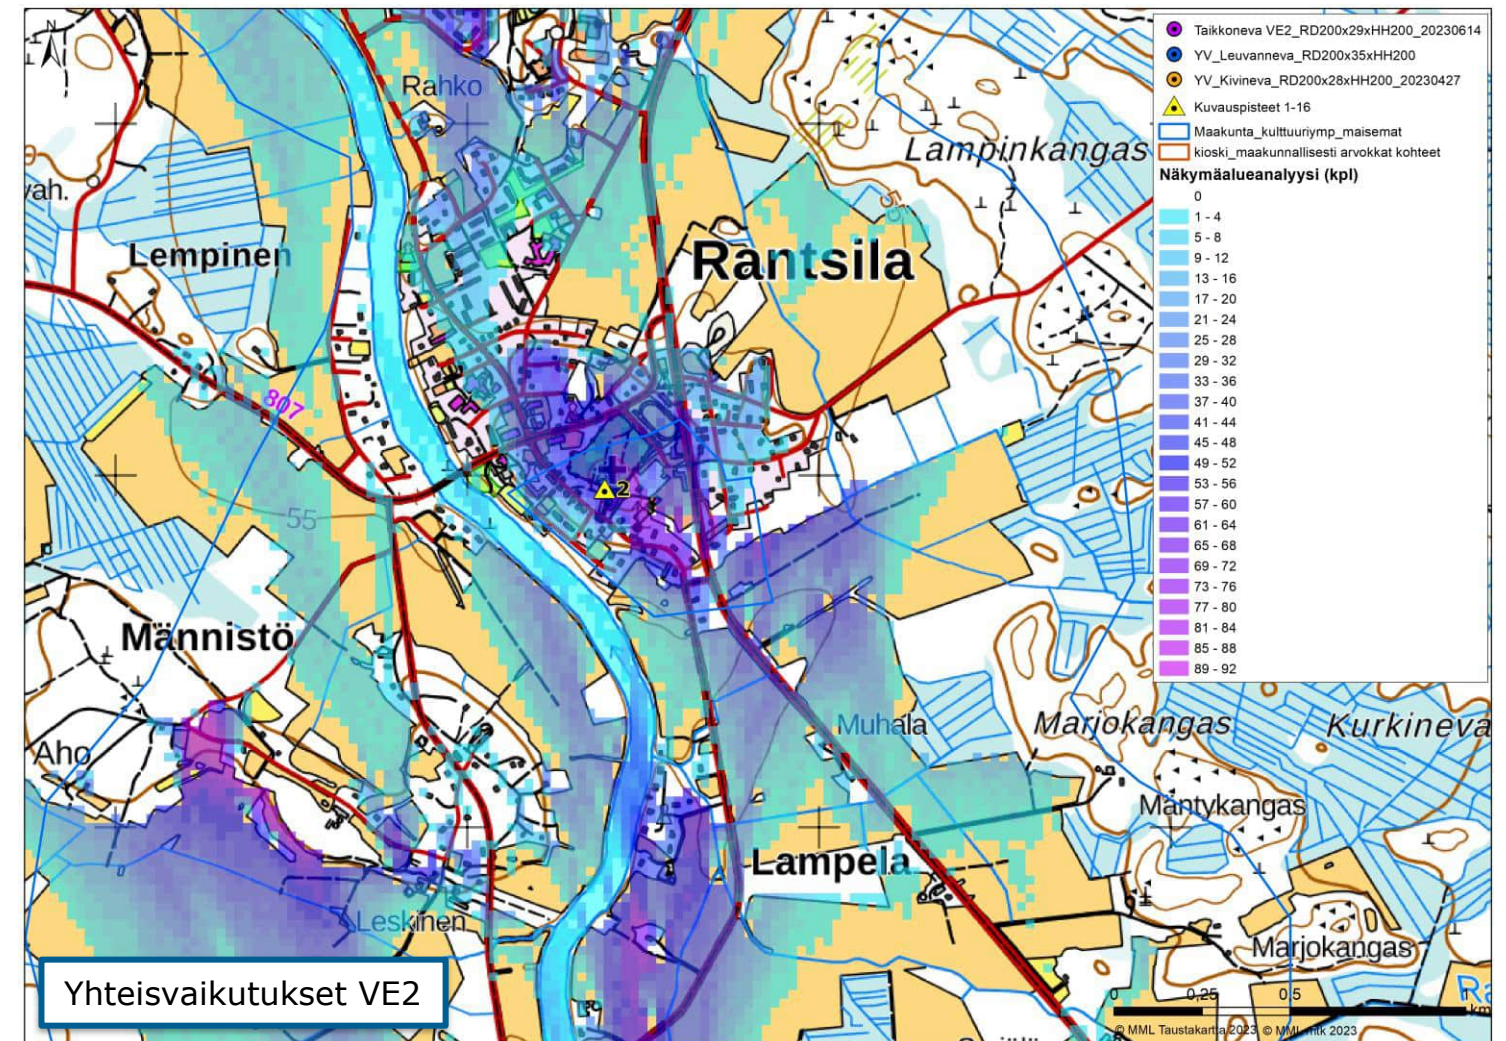 N
Taikkoneva VE2_RD200x29xHH200_20230614
YV_Leuvanneva_RD200x35xHH200
YV_Kivineva_RD200x28xHH200_20230427
Kuvauspisteet 1-16
Maakunta_kulttuuriymp_maisemat
kioski_maakunnallisesti arvokkat kohteet
Näkymäalueanalyysi (kpl)
0
1 - 4
5 - 8
9 - 12
13 - 16
17 - 20
21 - 24
25 - 28
29 - 32
33 - 36
37 - 40
41 - 44
45 - 48
49 - 52
53 - 56
57 - 60
61 - 64
65 - 68
69 - 72
73 - 76
77 - 80
81 - 84
85 - 88
89 - 92
Rahko
Lampinkangas
vah.
55
Lempinen
Rantsila
807
2
55
Männistö
Muhala
Marjokangas
Kurkineva
Aho
Mäntykangas
Lampela
Leskinen
Marjokangas
Yhteisvaikutukset VE2
0 0,25 0,5 1
km
© MML Taustakartta 2023 © MML mtk 2023